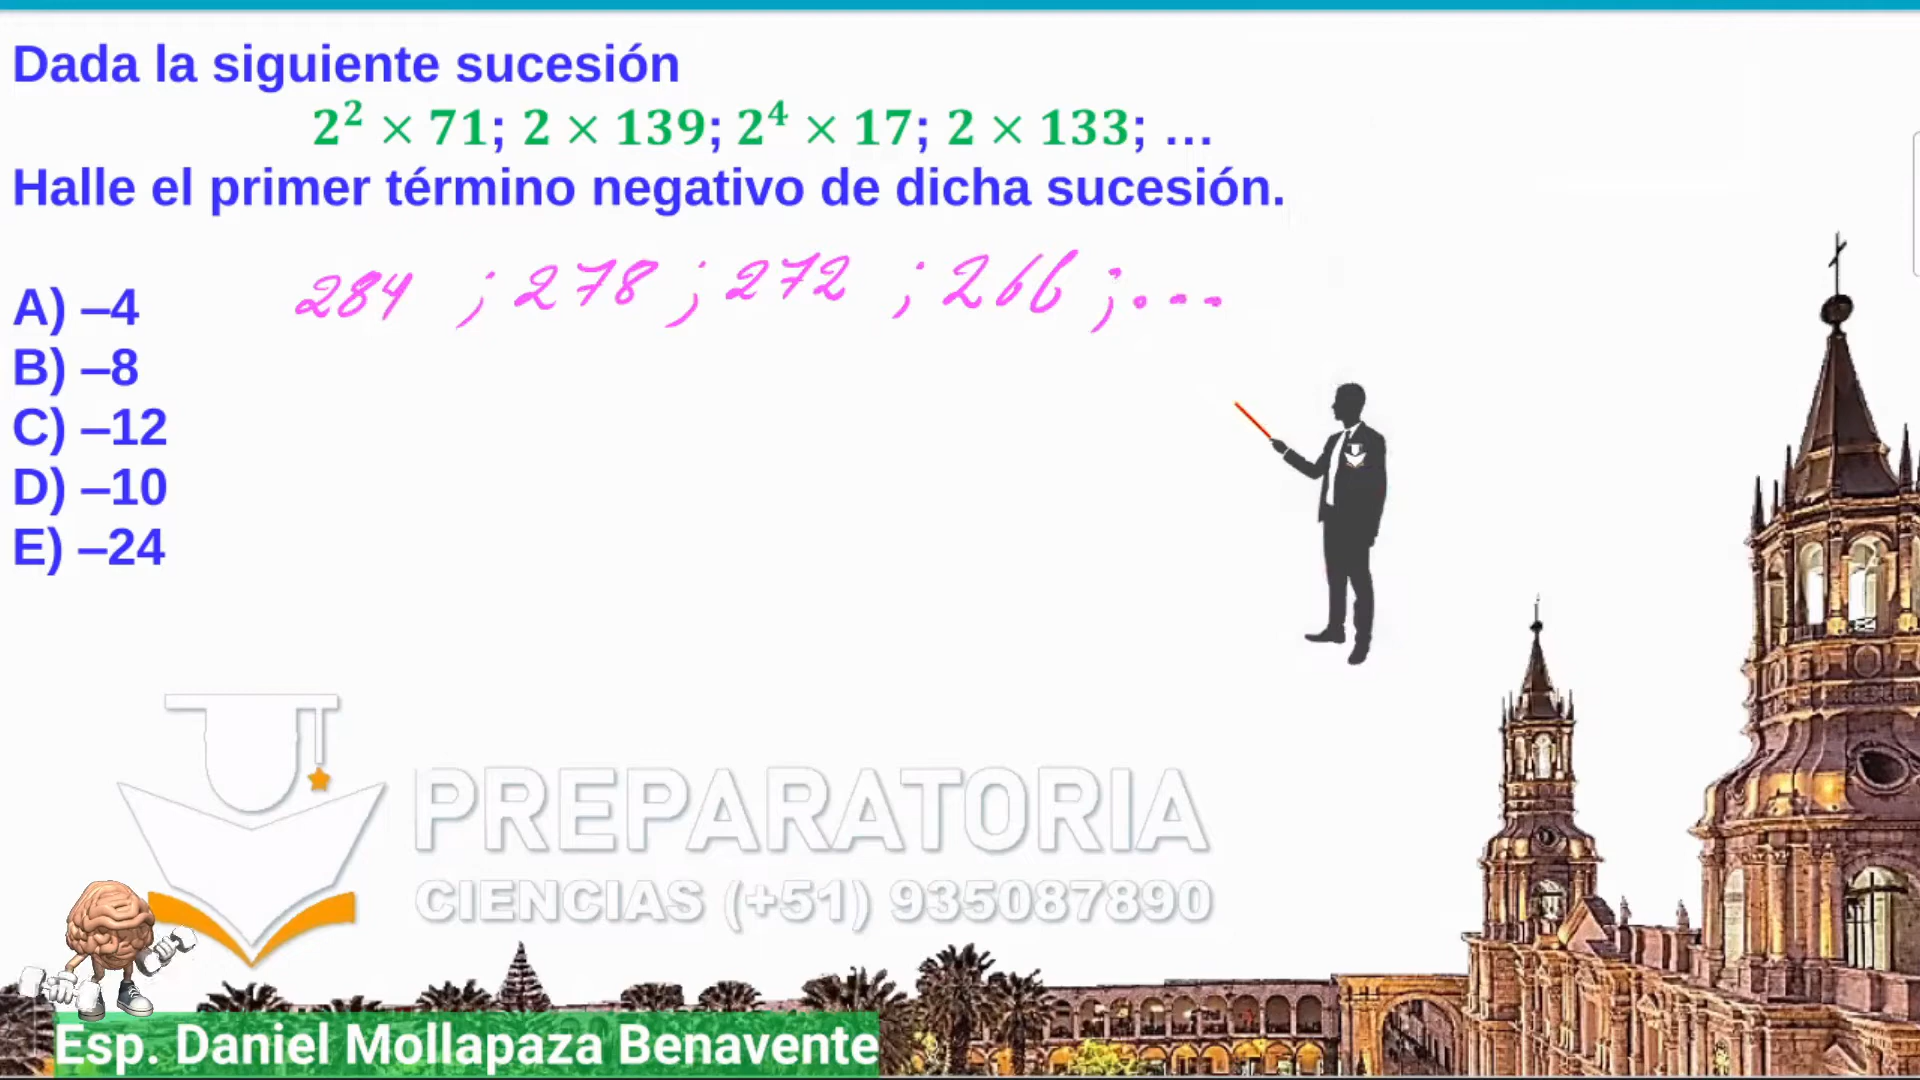 Dada la siguiente sucesión
2² × 71; 2 × 139; 2⁴ × 17; 2 × 133; …
Halle el primer término negativo de dicha sucesión.
284 ; 278 ; 272 ; 266 ; ...
A) –4
B) –8
C) –12
D) –10
E) –24
PREPARATORIA
CIENCIAS (+51) 935087890
Esp. Daniel Mollapaza Benavente